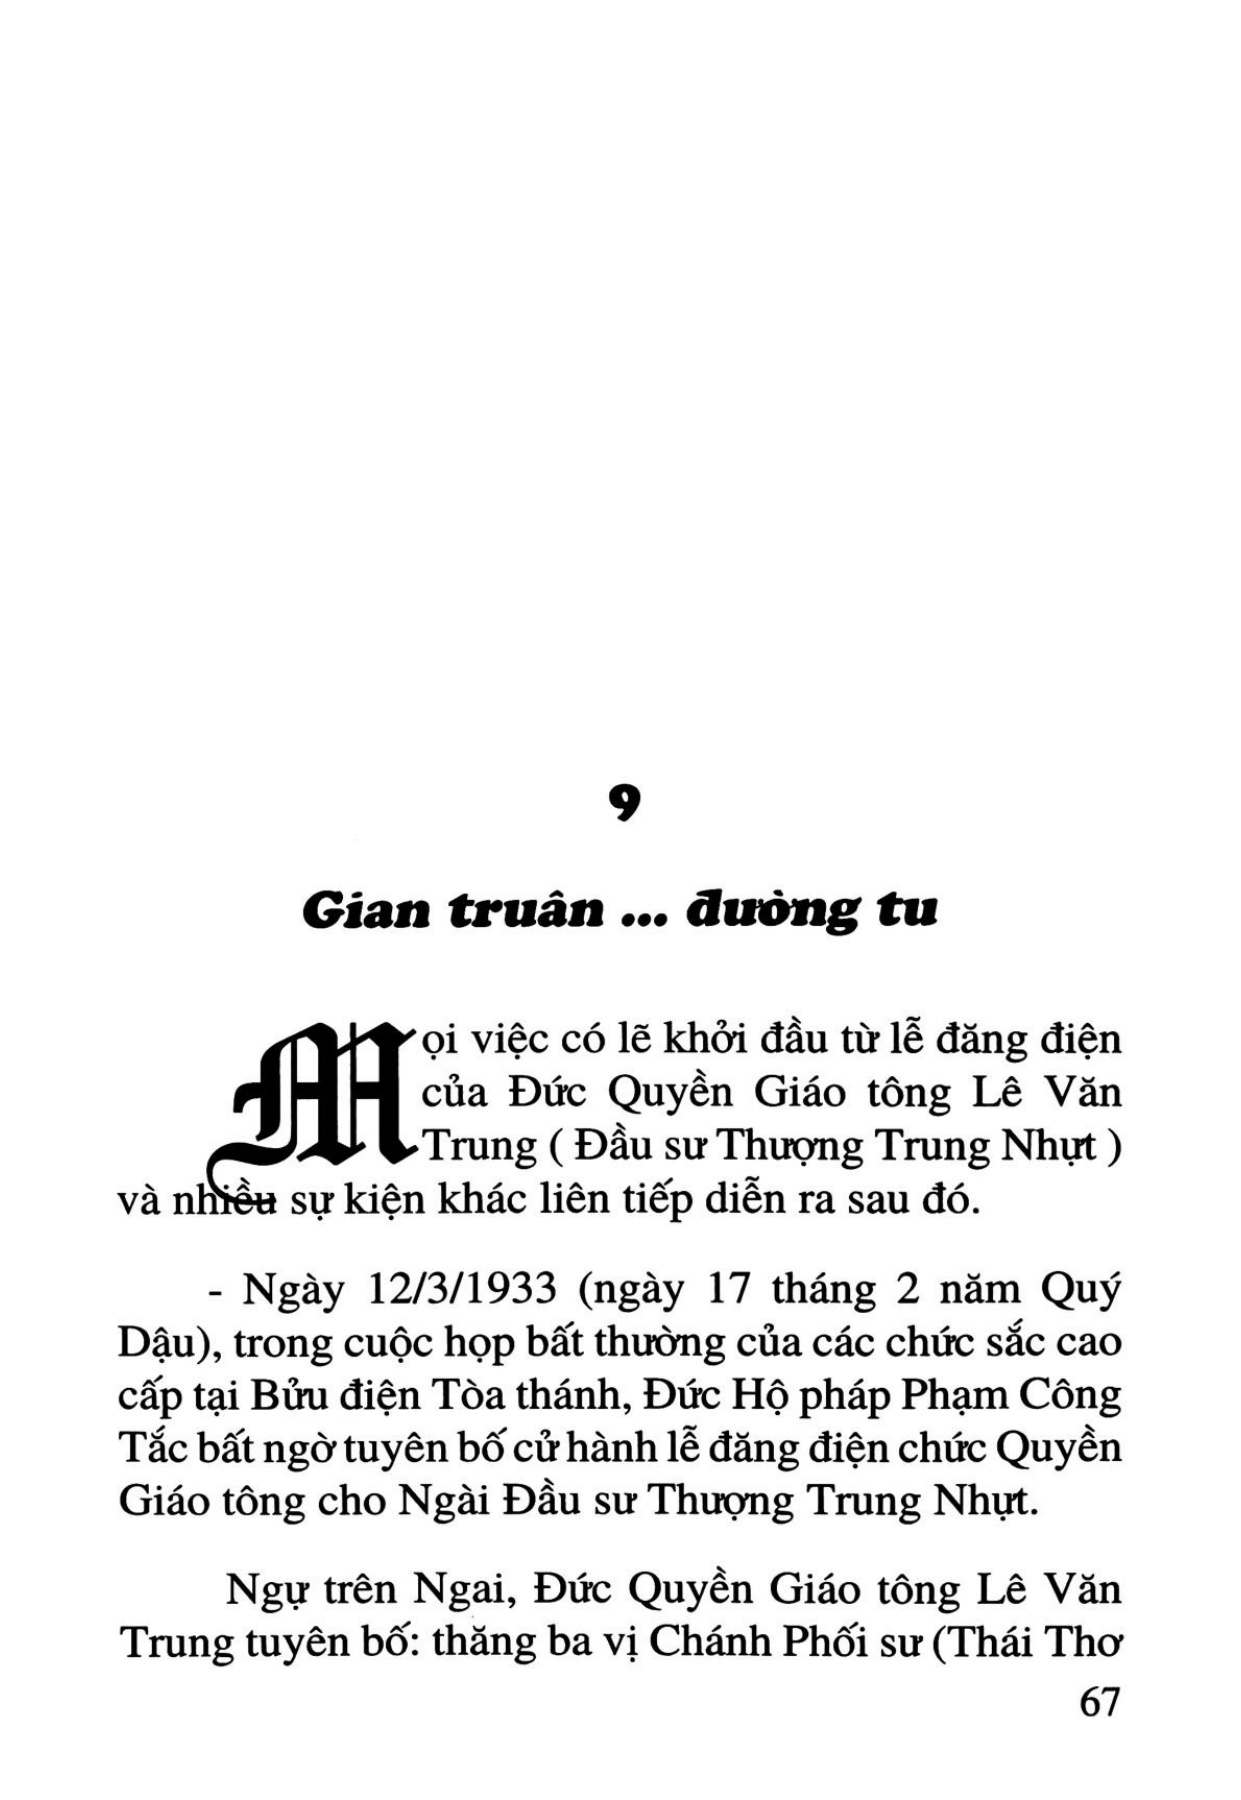 9
Gian truân ... đường tu
Mọi việc có lẽ khởi đầu từ lễ đăng điện
của Đức Quyền Giáo tông Lê Văn
Trung ( Đầu sư Thượng Trung Nhựt )
và nhiều sự kiện khác liên tiếp diễn ra sau đó.
- Ngày 12/3/1933 (ngày 17 tháng 2 năm Quý
Dậu), trong cuộc họp bất thường của các chức sắc cao
cấp tại Bửu điện Tòa thánh, Đức Hộ pháp Phạm Công
Tắc bất ngờ tuyên bố cử hành lễ đăng điện chức Quyền
Giáo tông cho Ngài Đầu sư Thượng Trung Nhựt.
Ngự trên Ngai, Đức Quyền Giáo tông Lê Văn
Trung tuyên bố: thăng ba vị Chánh Phối sư (Thái Thơ
67